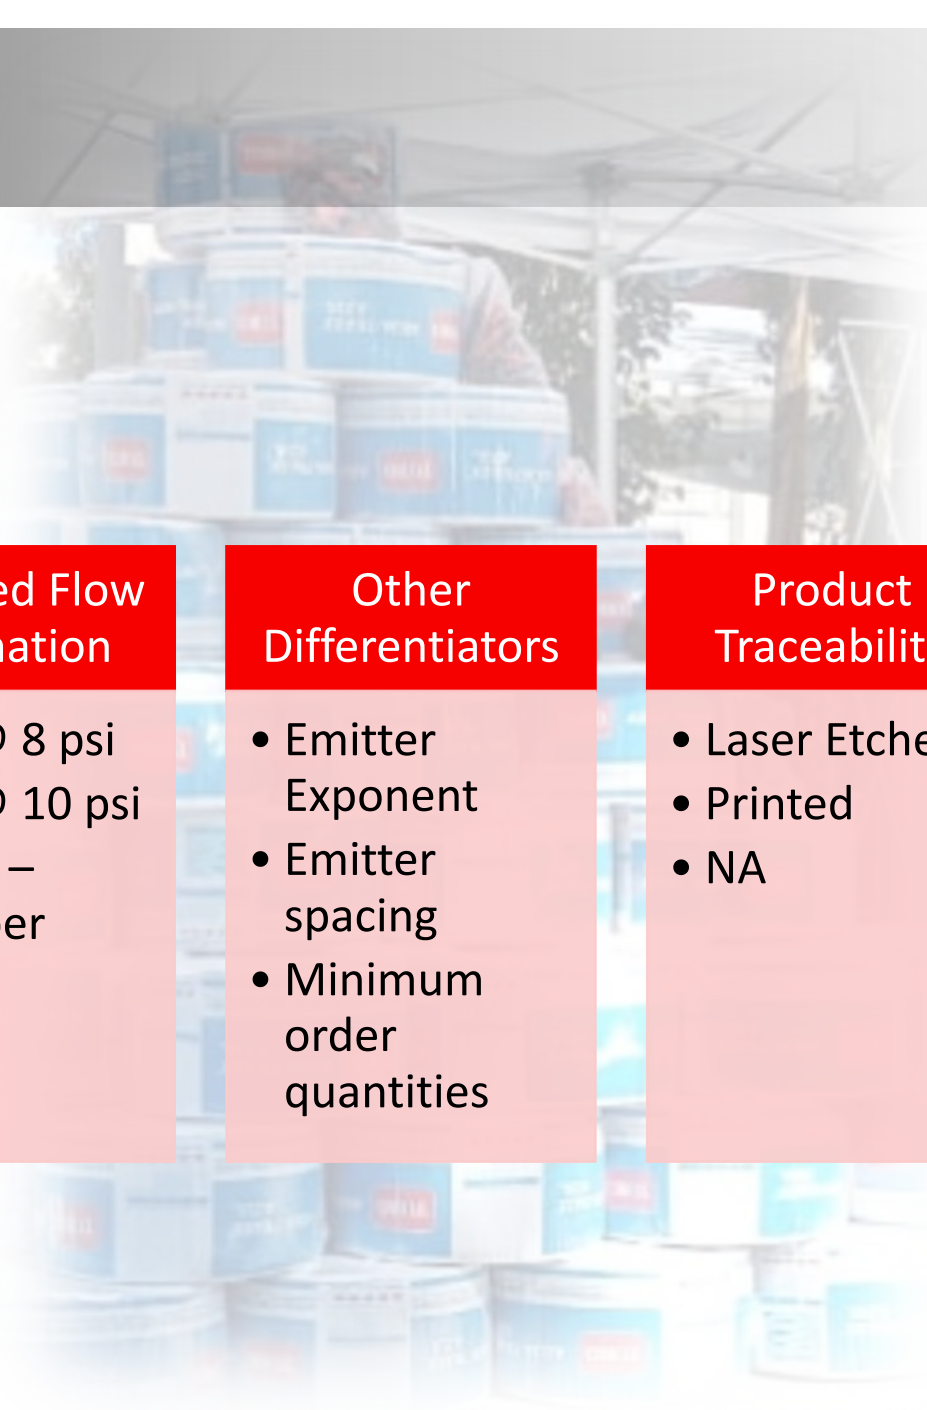 ed Flow
nation
8 psi
10 psi
–
per
Other
Differentiators
• Emitter
Exponent
• Emitter
spacing
• Minimum
order
quantities
Product
Traceabilit
• Laser Etche
• Printed
• NA